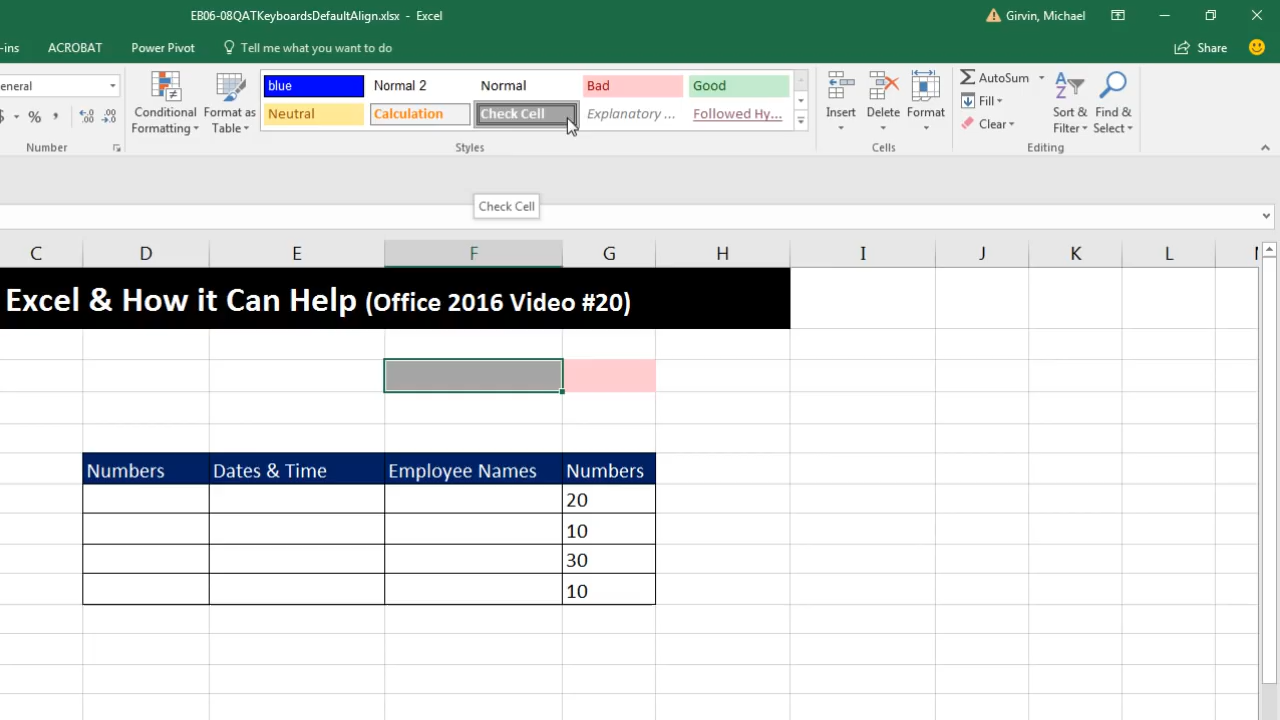 EB06-08QATKeyboardsDefaultAlign.xlsx - Excel
Girvin, Michael
-ins ACROBAT Power Pivot Tell me what you want to do
Share
eneral
Conditional Formatting
Format as Table
blue Normal 2 Normal Bad Good
Neutral Calculation Check Cell Explanatory ... Followed Hy...
Insert Delete Format
AutoSum
Fill
Clear
Sort & Filter
Find & Select
Number Styles Cells Editing
Check Cell
C D E F G H I J K L
Excel & How it Can Help (Office 2016 Video #20)
Numbers Dates & Time Employee Names Numbers
20
10
30
10